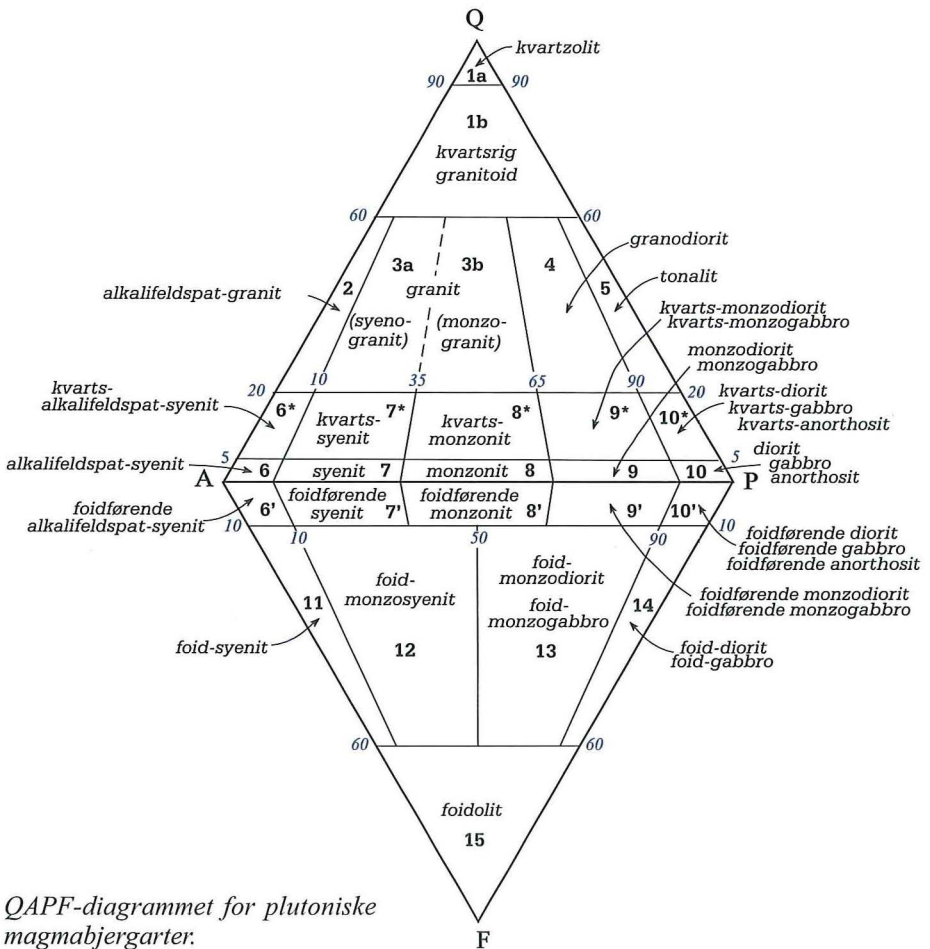 Q
kvartzolit
90 1a 90
1b
kvartsrig
granitoid
60 60
granodiorit
3a 3b 4
tonalit
2 granit 5
alkalifeldspat-granit
kvarts-monzodiorit
kvarts-monzogabbro
(syeno-
granit)
(monzo-
granit)
monzodiorit
monzogabbro
20 10 35 65 90 20
kvarts-
alkalifeldspat-syenit
kvarts-diorit
kvarts-gabbro
kvarts-anorthosit
6* 7* 8* 9* 10*
kvarts-
syenit
kvarts-
monzonit
5 5
diorit
gabbro
anorthosit
alkalifeldspat-syenit
6 syenit 7 monzonit 8 9 10
A P
foidførende
alkalifeldspat-syenit
6' foidførende
syenit 7'
foidførende
monzonit 8'
9' 10'
10 10 50 90 10
foidførende diorit
foidførende gabbro
foidførende anorthosit
foid-
monzosyenit
foid-
monzodiorit
foid-
monzogabbro
foidførende monzodiorit
foidførende monzogabbro
11 14
foid-syenit
12 13
foid-diorit
foid-gabbro
60 60
foidolit
15
QAPF-diagrammet for plutoniske
magmabjergarter.
F